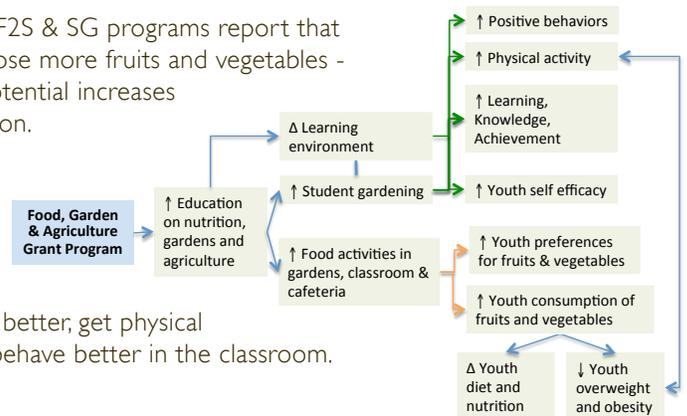 F2S & SG programs report that
ose more fruits and vegetables -
otential increases
on.
↑ Positive behaviors
↑ Physical activity
↑ Learning,
Knowledge,
Achievement
↑ Youth self efficacy
Δ Learning
environment
↑ Student gardening
Food, Garden
& Agriculture
Grant Program
↑ Education
on nutrition,
gardens and
agriculture
↑ Food activities in
gardens, classroom &
cafeteria
↑ Youth preferences
for fruits & vegetables
↑ Youth consumption of
fruits and vegetables
Δ Youth
diet and
nutrition
↓ Youth
overweight
and obesity
better, get physical
behave better in the classroom.